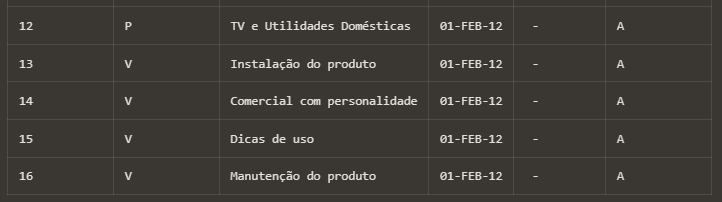 12 P TV e Utilidades Domésticas 01-FEB-12 - A
13 V Instalação do produto 01-FEB-12 - A
14 V Comercial com personalidade 01-FEB-12 - A
15 V Dicas de uso 01-FEB-12 - A
16 V Manutenção do produto 01-FEB-12 - A